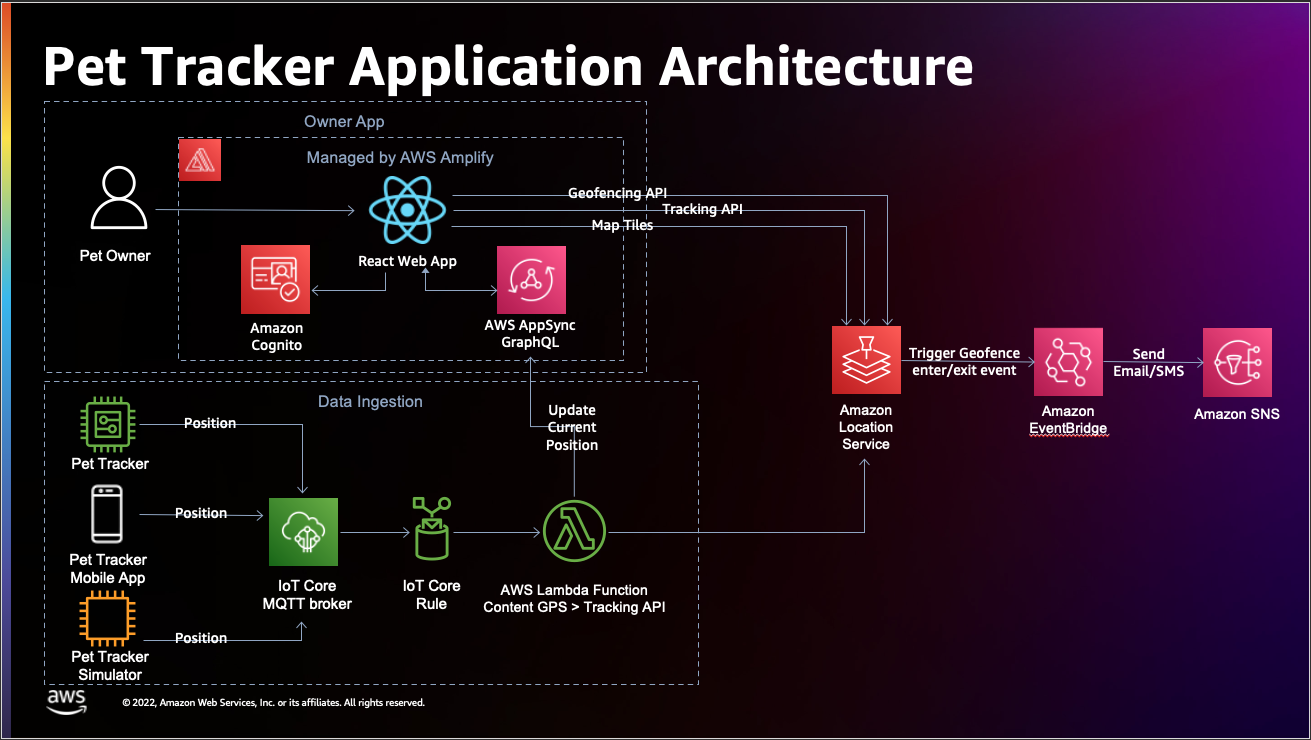 Pet Tracker Application Architecture
Owner App
Managed by AWS Amplify
Pet Owner
React Web App
Geofencing API
Tracking API
Map Tiles
Amazon
Cognito
AWS AppSync
GraphQL
Data Ingestion
Pet Tracker
Position
Pet Tracker
Mobile App
Position
Pet Tracker
Simulator
Position
IoT Core
MQTT broker
IoT Core
Rule
AWS Lambda Function
Content GPS > Tracking API
Update
Current
Position
Amazon
Location
Service
Trigger Geofence
enter/exit event
Amazon
EventBridge
Send
Email/SMS
Amazon SNS
aws
© 2022, Amazon Web Services, Inc. or its affiliates. All rights reserved.